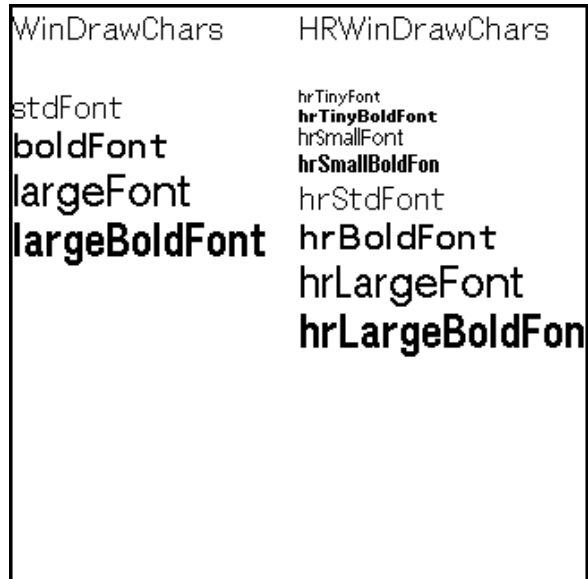 WinDrawChars
stdFont
boldFont
largeFont
largeBoldFont
HRWinDrawChars
hrTinyFont
hrTinyBoldFont
hrSmallFont
hrSmallBoldFon
hrStdFont
hrBoldFont
hrLargeFont
hrLargeBoldFon